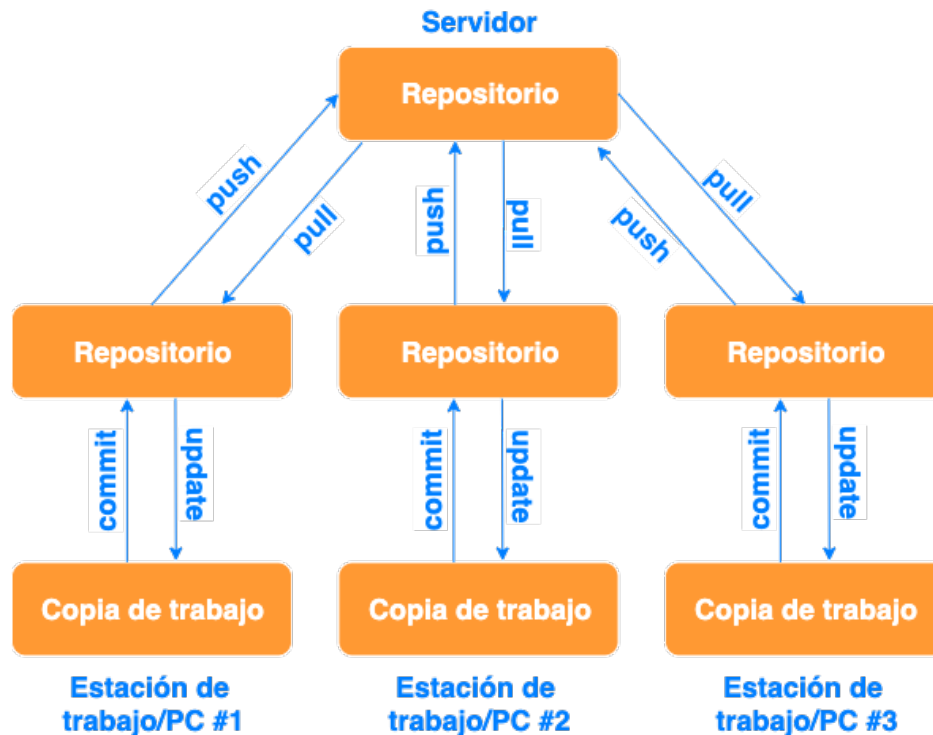 Servidor
Repositorio
push
pull
push
pull
push
pull
Repositorio
Repositorio
Repositorio
commit
update
commit
update
commit
update
Copia de trabajo
Copia de trabajo
Copia de trabajo
Estación de
trabajo/PC #1
Estación de
trabajo/PC #2
Estación de
trabajo/PC #3